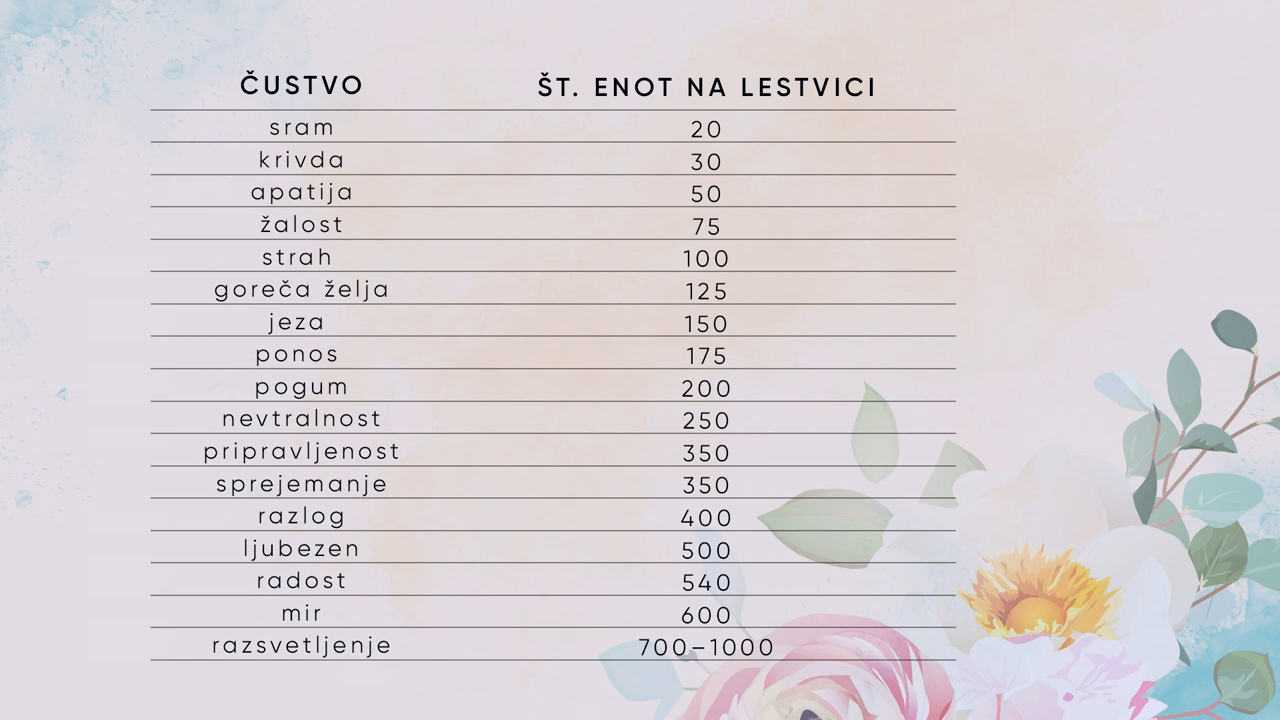 ČUSTVO ŠT. ENOT NA LESTVICI
sram 20
krivda 30
apatija 50
žalost 75
strah 100
goreča želja 125
jeza 150
ponos 175
pogum 200
nevtralnost 250
pripravljenost 350
sprejemanje 350
razlog 400
ljubezen 500
radost 540
mir 600
razsvetljenje 700–1000